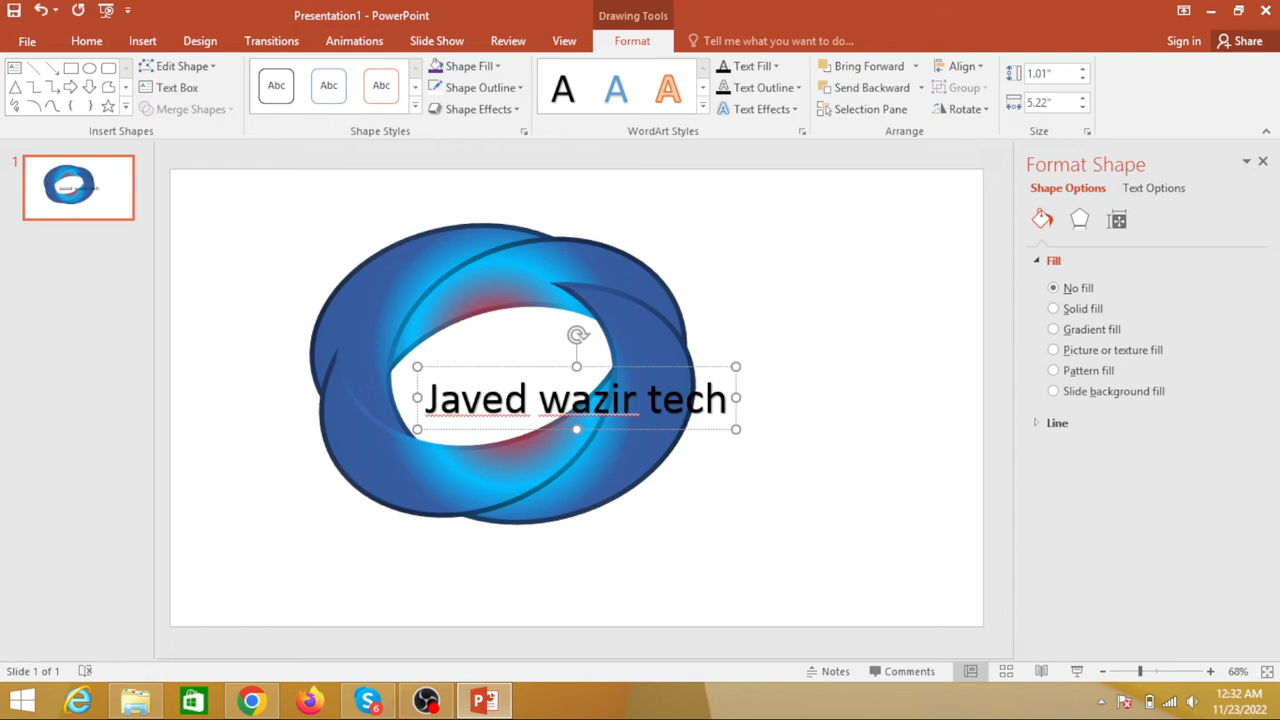 Presentation1 - PowerPoint
Drawing Tools
File Home Insert Design Transitions Animations Slide Show Review View Format Tell me what you want to do... Sign in Share
Edit Shape
Text Box
Merge Shapes
Insert Shapes
Abc Abc Abc
Shape Fill
Shape Outline
Shape Effects
Shape Styles
A A A
Text Fill
Text Outline
Text Effects
WordArt Styles
Bring Forward
Send Backward
Selection Pane
Align
Group
Rotate
Arrange
1.01"
5.22"
Size
1
Javed wazir tech
Javed wazir tech
Format Shape
Shape Options Text Options
Fill
No fill
Solid fill
Gradient fill
Picture or texture fill
Pattern fill
Slide background fill
Line
Slide 1 of 1
Notes Comments
68%
6
12:32 AM
11/23/2022